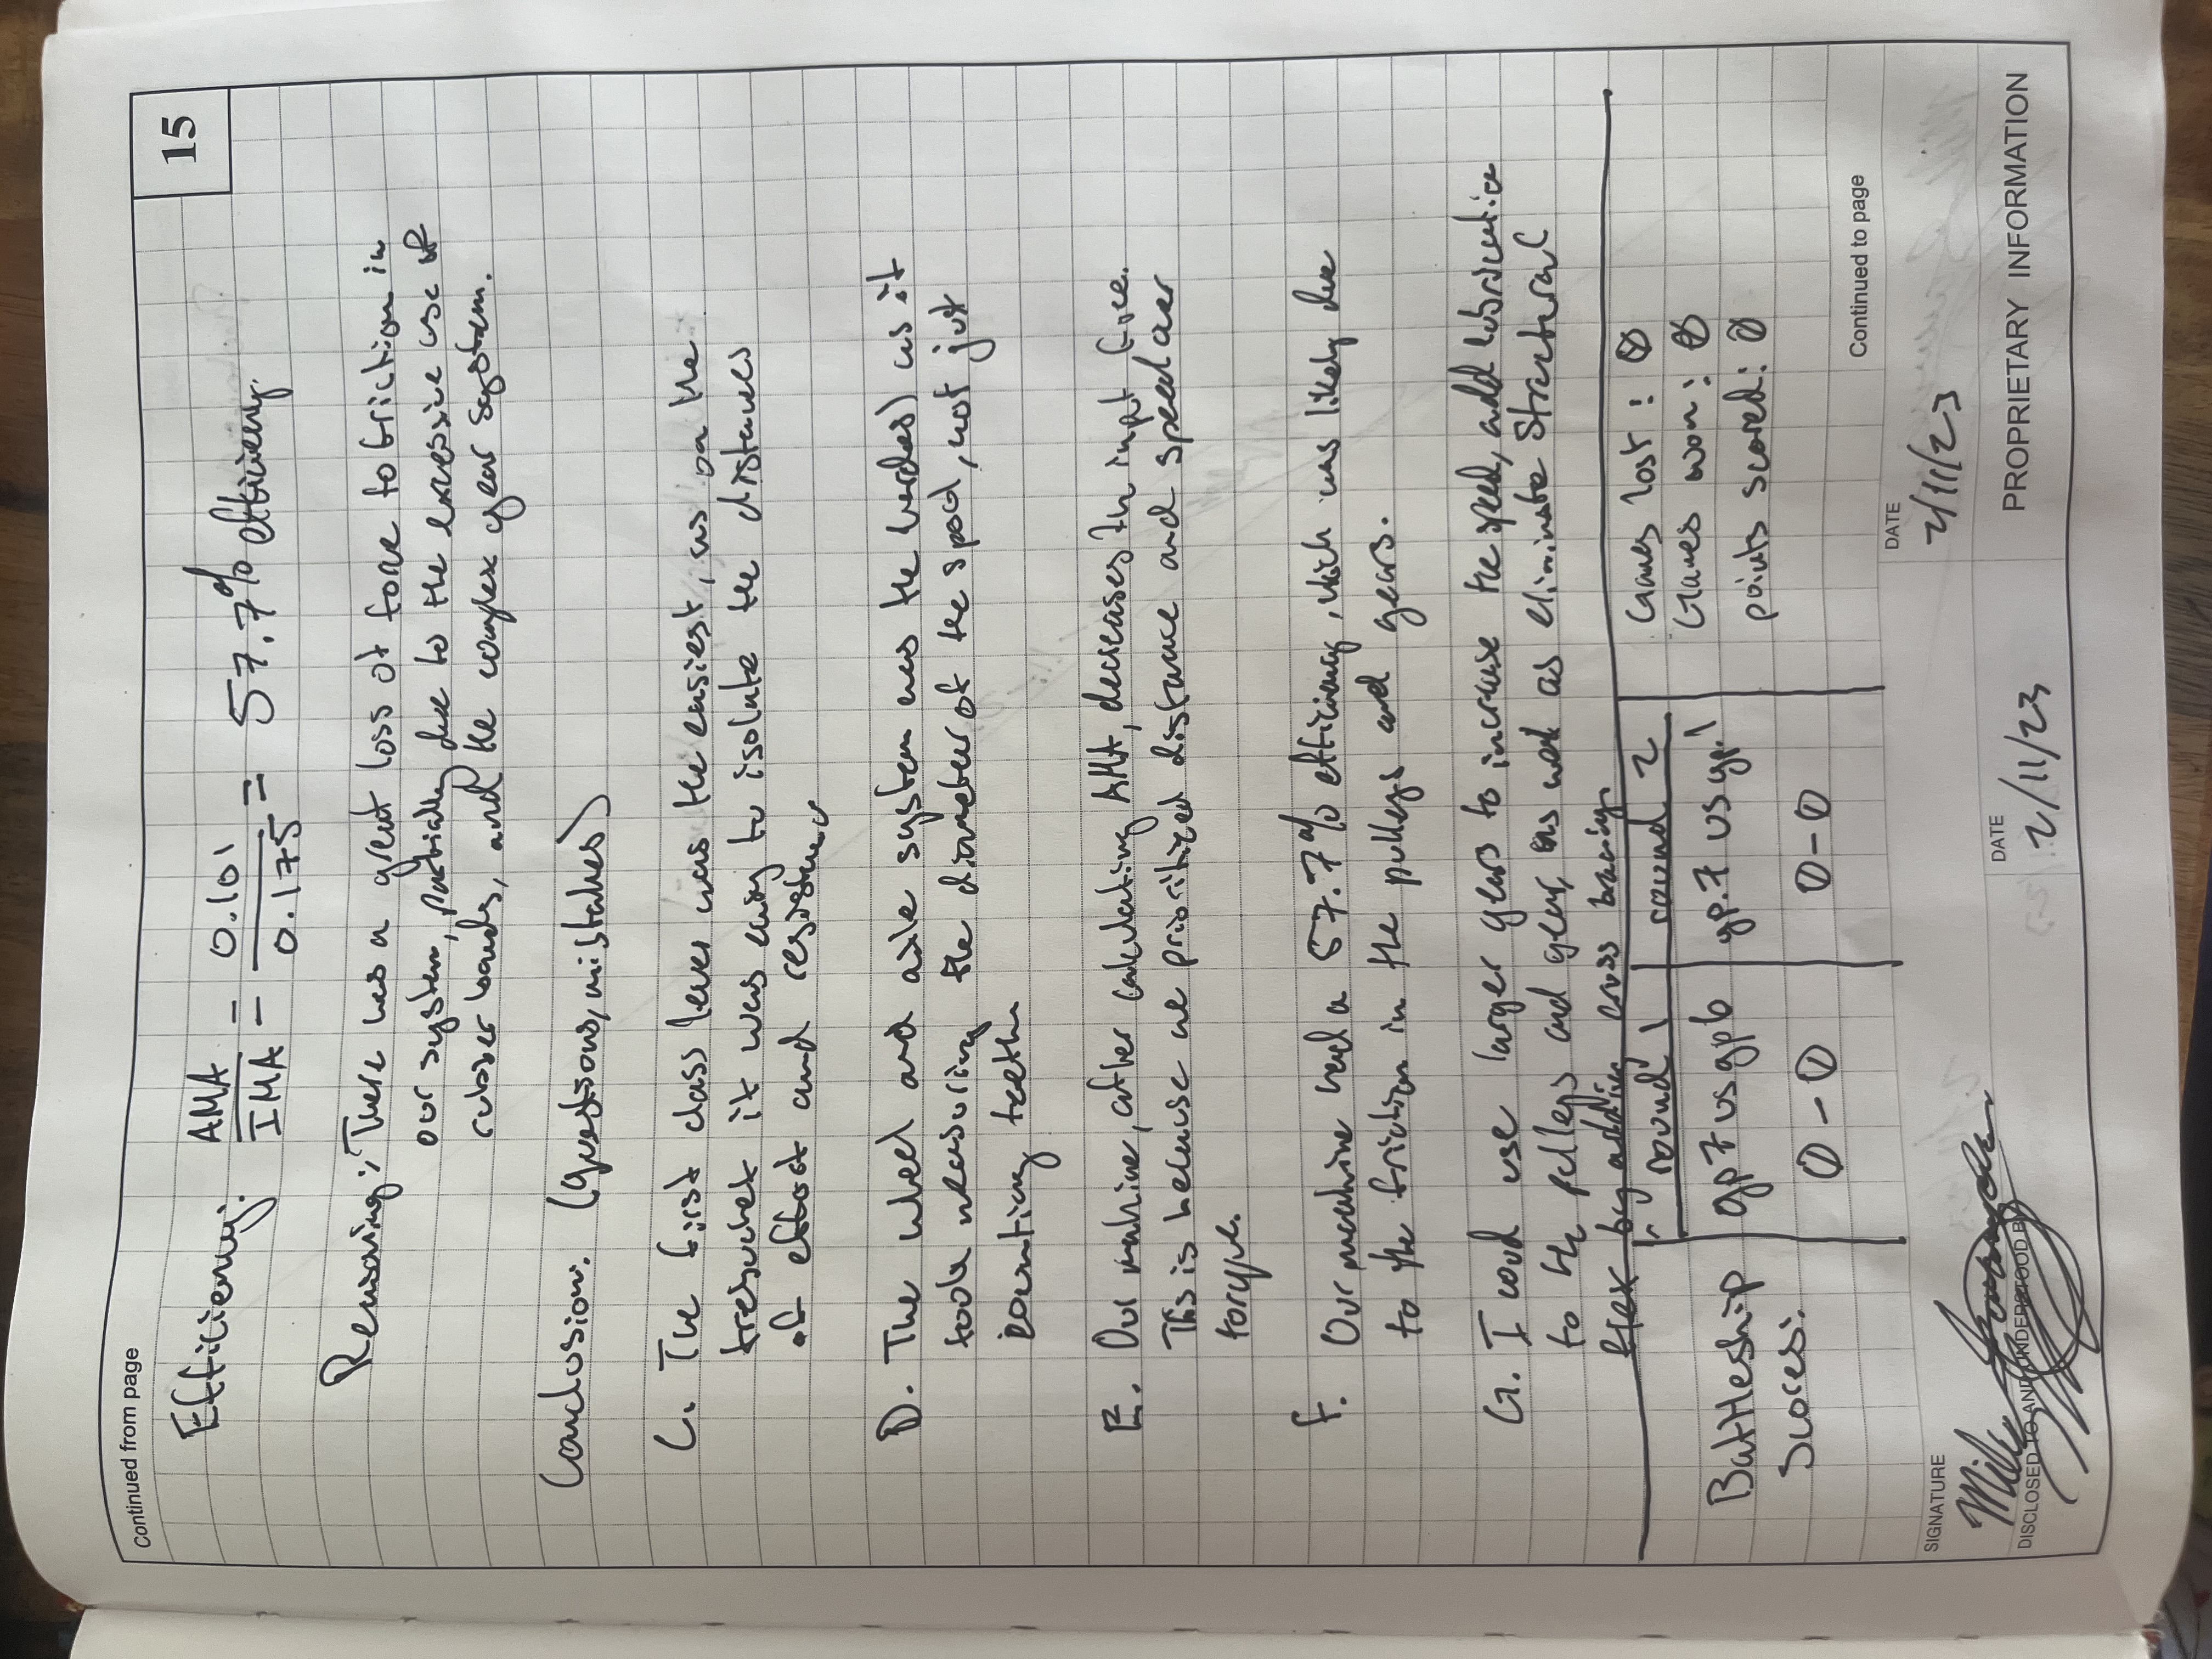 Continued from page
15
Efficiency: AMA/IMA = 0.101/0.175 = 57.7% efficiency.
Reasoning: There was a great loss of force to friction in
our system, partially due to the excessive use of
rubber bands, and the complex gear system.
Conclusion: (questions, mistakes)
C. The first class lever was the easiest, as on the
trebuchet it was easy to isolate the distances
of effort and resistance
D. The wheel and axle system was the hardest as it
took measuring the diameter of the spool, not just
counting teeth
E. Our machine, after calculating AMA, decreases the input force.
This is because we prioritized distance and speed over
torque.
F. Our machine had a 57.7% efficiency, which was likely due
to the friction in the pulleys and gears.
G. I could use larger gears to increase the speed, add lubrication
to the pulleys and gear, as well as eliminate structural
flex by adding cross bracing.
Battleship
Scores:
round 1
gp7 vs gp6
0-0
round 2
gp.7 vs gp.1
0-0
Games lost: 0
Games won: 0
points scored: 0
Continued to page
SIGNATURE
DATE
2/11/23
DISCLOSED TO AND UNDERSTOOD BY
DATE
2/11/23
PROPRIETARY INFORMATION